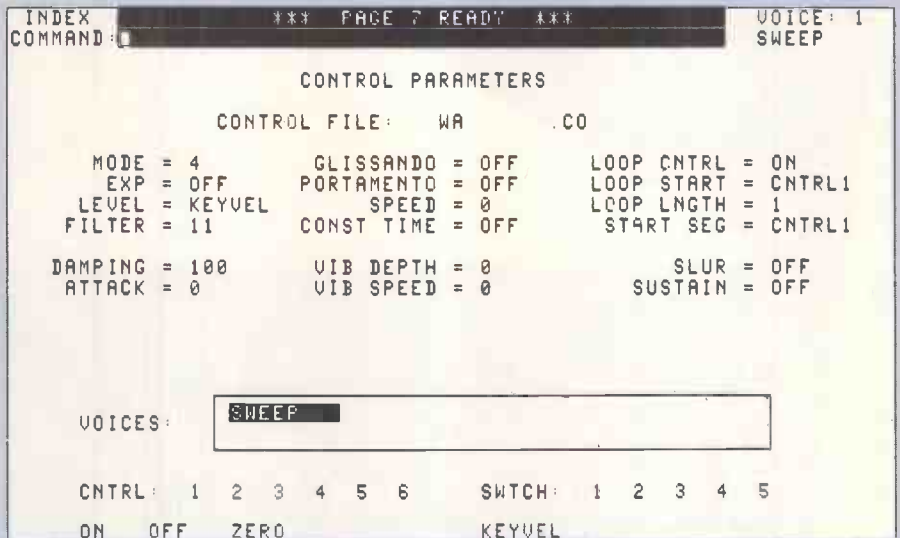 INDEX *** PAGE 7 READY *** VOICE: 1
COMMAND: SWEEP
CONTROL PARAMETERS
CONTROL FILE: WA .CO
MODE = 4 GLISSANDO = OFF LOOP CNTRL = ON
EXP = OFF PORTAMENTO = OFF LOOP START = CNTRL1
LEVEL = KEYVEL SPEED = 0 LOOP LNGTH = 1
FILTER = 11 CONST TIME = OFF START SEG = CNTRL1
DAMPING = 100 VIB DEPTH = 0 SLUR = OFF
ATTACK = 0 VIB SPEED = 0 SUSTAIN = OFF
VOICES: SWEEP
CNTRL: 1 2 3 4 5 6 SWTCH: 1 2 3 4 5
ON OFF ZERO KEYVEL